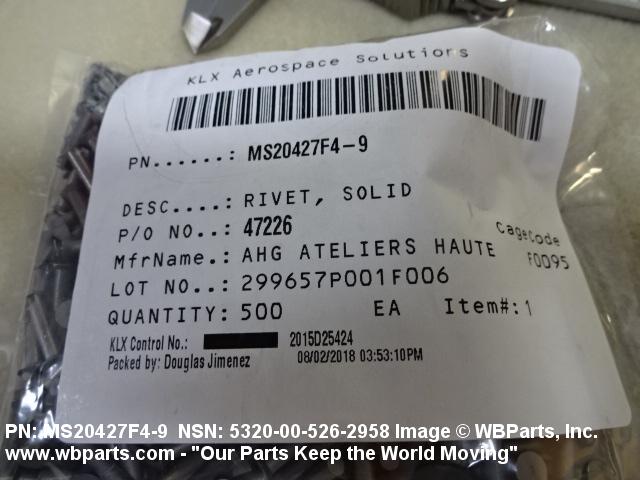 KLX Aerospace Solutions
PN......: MS20427F4-9
DESC....: RIVET, SOLID
P/O NO..: 47226
MfrName.: AHG ATELIERS HAUTE
CageCode
F0095
LOT NO..: 299657P001F006
QUANTITY: 500 EA Item#: 1
KLX Control No.: 2015D25424
Packed by: Douglas Jimenez 08/02/2018 03:53:10PM
PN: MS20427F4-9 NSN: 5320-00-526-2958 Image © WBParts, Inc.
www.wbparts.com - "Our Parts Keep the World Moving"